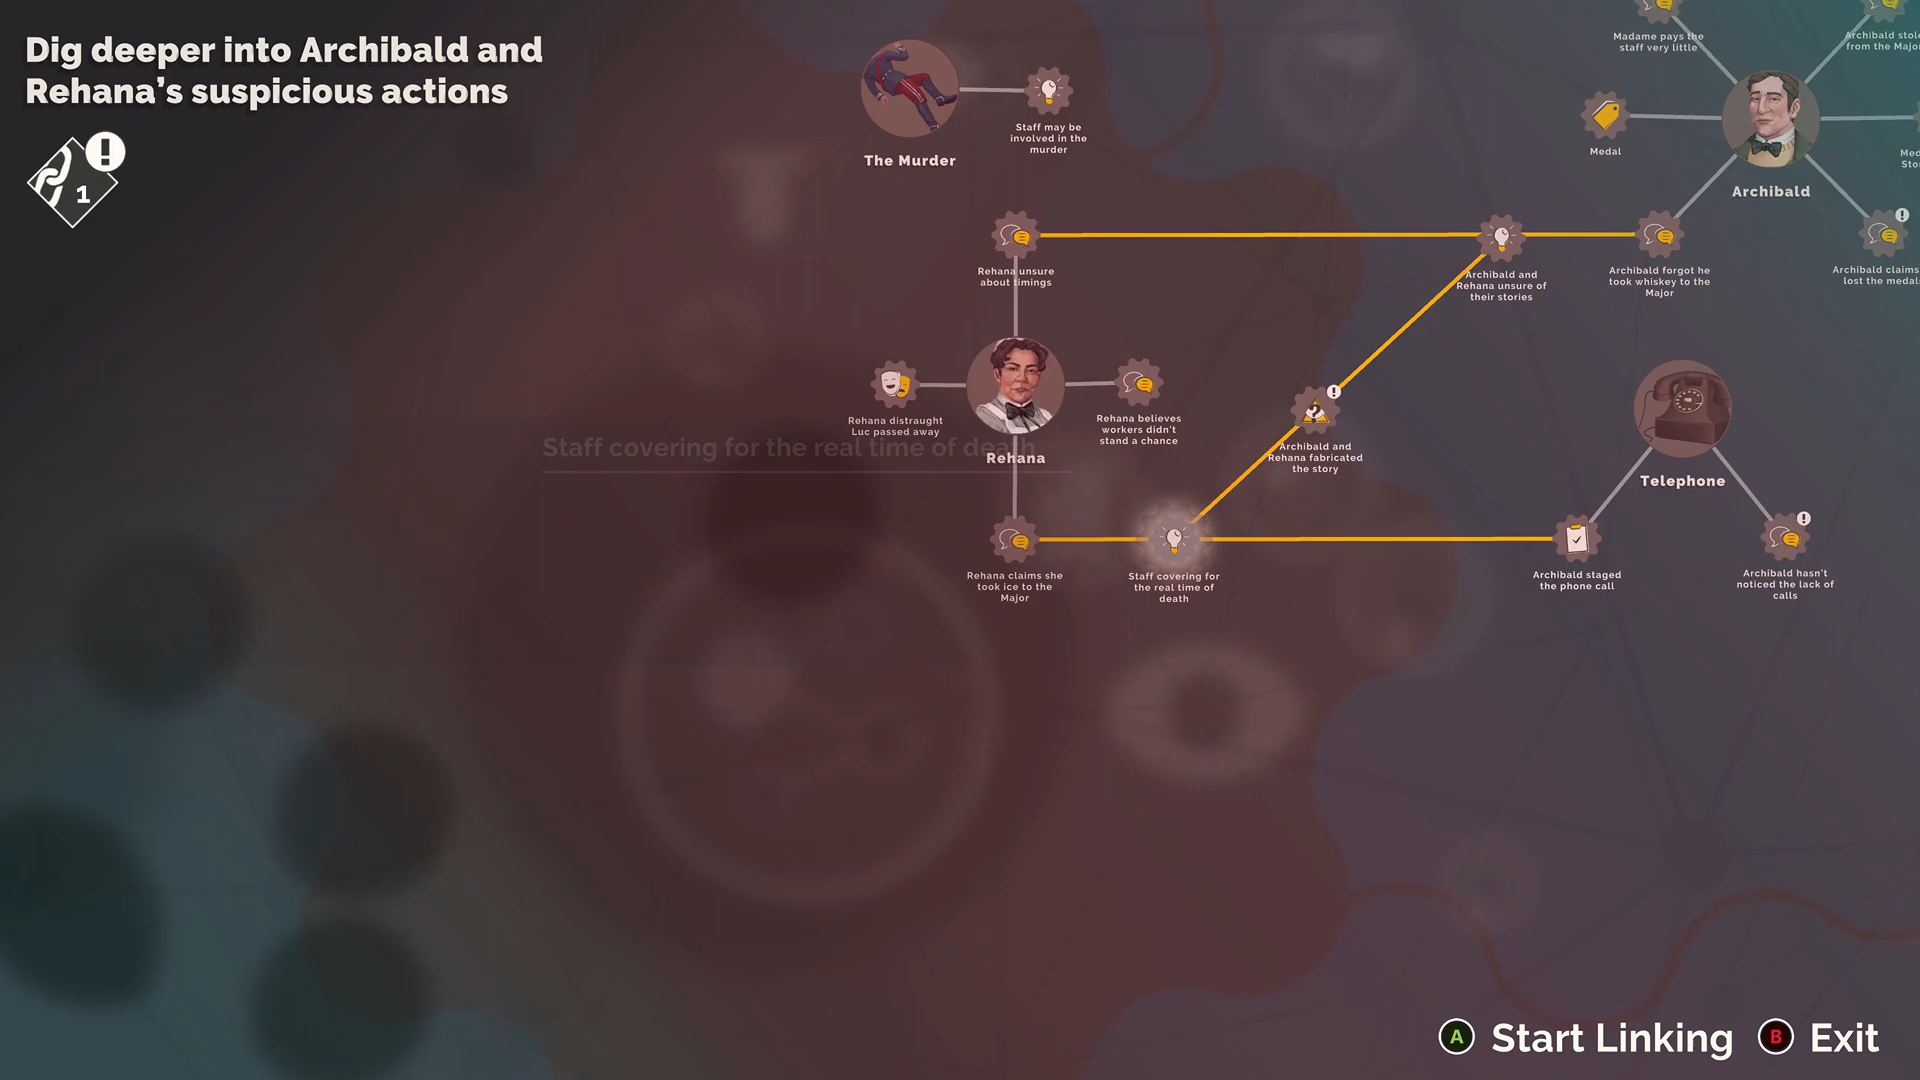 Dig deeper into Archibald and
Rehana's suspicious actions
1
The Murder
Staff may be
involved in the
murder
Madame pays the
staff very little
Archibald stole
from the Major
Medal
Archibald
Rehana unsure
about timings
Archibald and
Rehana unsure of
their stories
Archibald forgot he
took whiskey to the
Major
Archibald claims
lost the medal
Rehana distraught
Luc passed away
Rehana
Rehana believes
workers didn't
stand a chance
Staff covering for the real time of death
Archibald and
Rehana fabricated
the story
Telephone
Rehana claims she
took ice to the
Major
Staff covering for
the real time of
death
Archibald staged
the phone call
Archibald hasn't
noticed the lack of
calls
A Start Linking B Exit